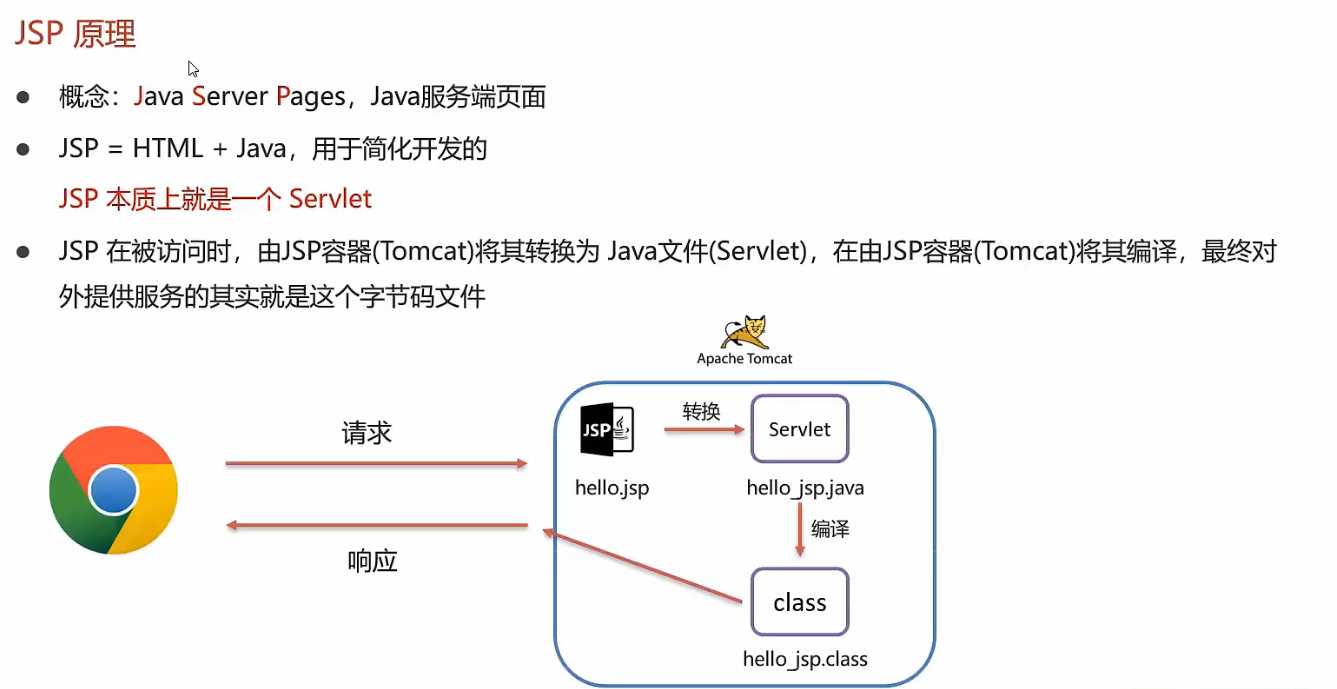 JSP 原理
● 概念：Java Server Pages，Java服务端页面
● JSP = HTML + Java，用于简化开发的
JSP 本质上就是一个 Servlet
● JSP 在被访问时，由JSP容器(Tomcat)将其转换为 Java文件(Servlet)，在由JSP容器(Tomcat)将其编译，最终对
外提供服务的其实就是这个字节码文件
Apache Tomcat
请求
响应
JSP
转换
Servlet
hello.jsp
hello_jsp.java
编译
class
hello_jsp.class